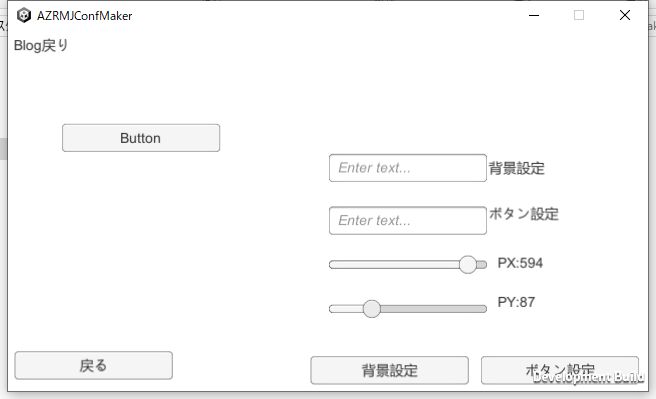 AZRMJConfMaker
Blog戻り
Button
Enter text...
背景設定
Enter text...
ボタン設定
PX:594
PY:87
戻る
背景設定
ボタン設定
Development Build